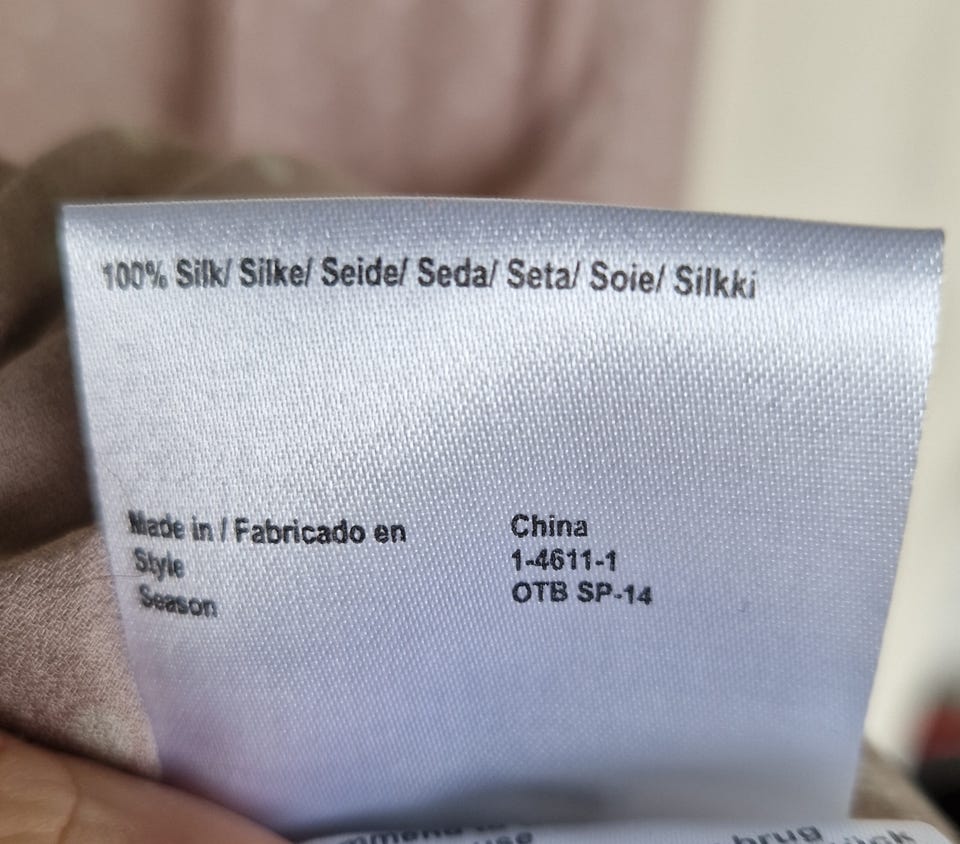 100% Silk/ Silke/ Seide/ Seda/ Seta/ Soie/ Silkki
Made in / Fabricado en China
Style 1-4611-1
Season OTB SP-14
brug